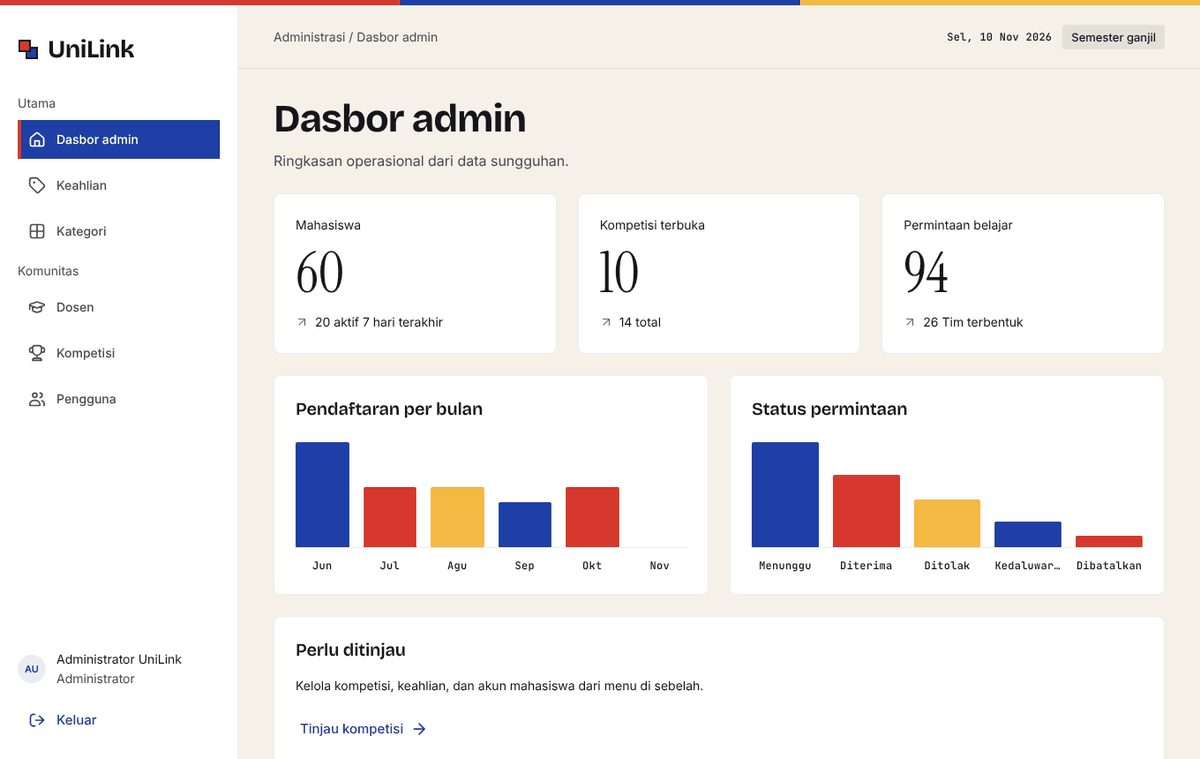 UniLink
Utama
Dasbor admin
Keahlian
Kategori
Komunitas
Dosen
Kompetisi
Pengguna
AU
Administrator UniLink
Administrator
Keluar
Administrasi / Dasbor admin
Sel, 10 Nov 2026
Semester ganjil
Dasbor admin
Ringkasan operasional dari data sungguhan.
Mahasiswa
60
20 aktif 7 hari terakhir
Kompetisi terbuka
10
14 total
Permintaan belajar
94
26 Tim terbentuk
Pendaftaran per bulan
Jun Jul Agu Sep Okt Nov
Status permintaan
Menunggu Diterima Ditolak Kedaluwar… Dibatalkan
Perlu ditinjau
Kelola kompetisi, keahlian, dan akun mahasiswa dari menu di sebelah.
Tinjau kompetisi